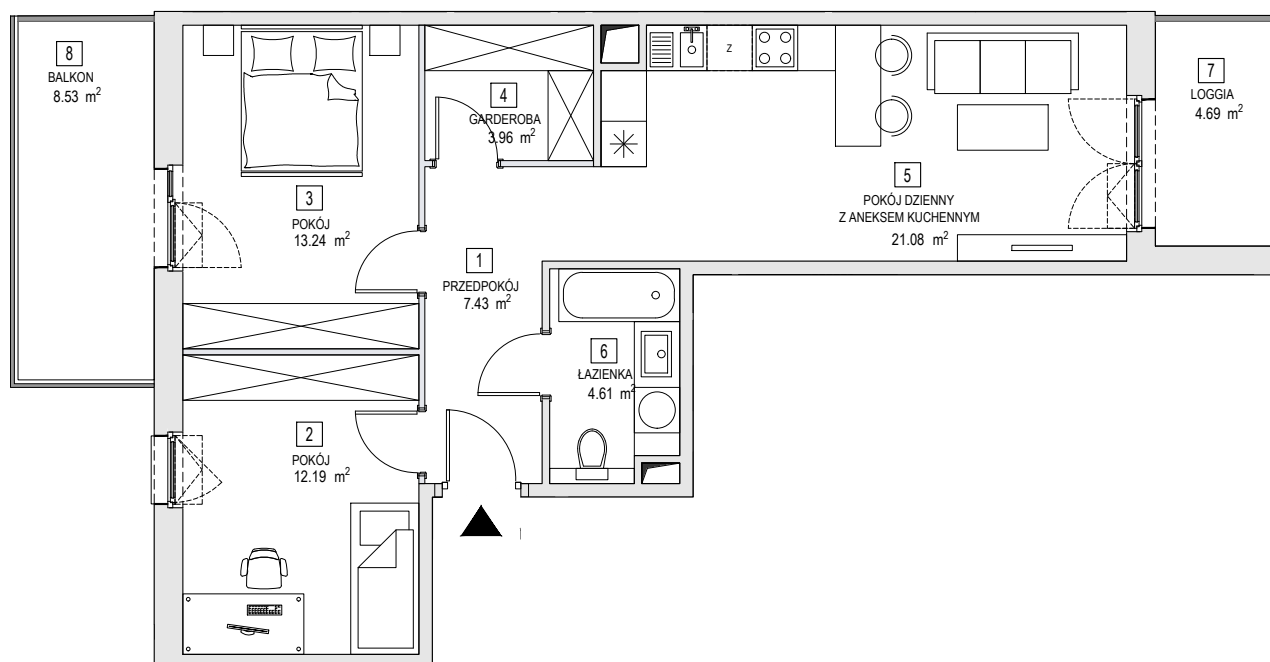 8
BALKON
8.53 m²
3
POKÓJ
13.24 m²
4
GARDEROBA
3.96 m²
Z
5
POKÓJ DZIENNY
Z ANEKSEM KUCHENNYM
21.08 m²
7
LOGGIA
4.69 m²
1
PRZEDPOKÓJ
7.43 m²
6
ŁAZIENKA
4.61 m²
2
POKÓJ
12.19 m²